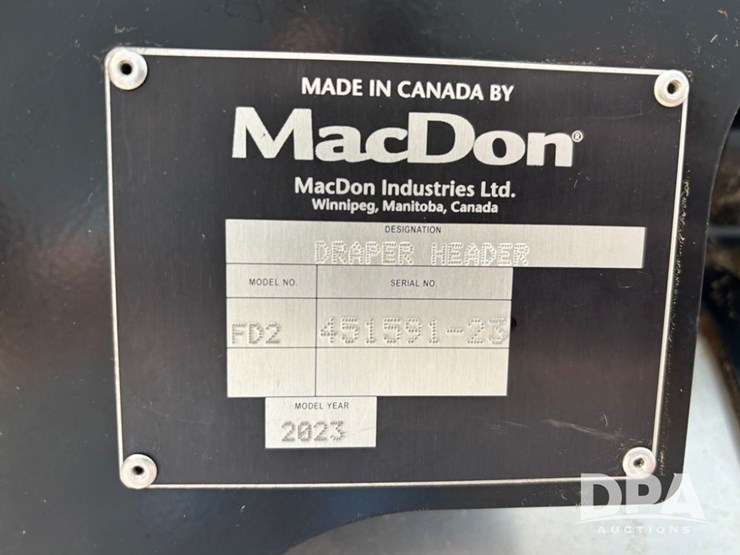 MADE IN CANADA BY
MacDon®
MacDon Industries Ltd.
Winnipeg, Manitoba, Canada
DESIGNATION
DRAPER HEADER
MODEL NO. SERIAL NO.
FD2 451591-23
MODEL YEAR
2023
DPA
AUCTIONS